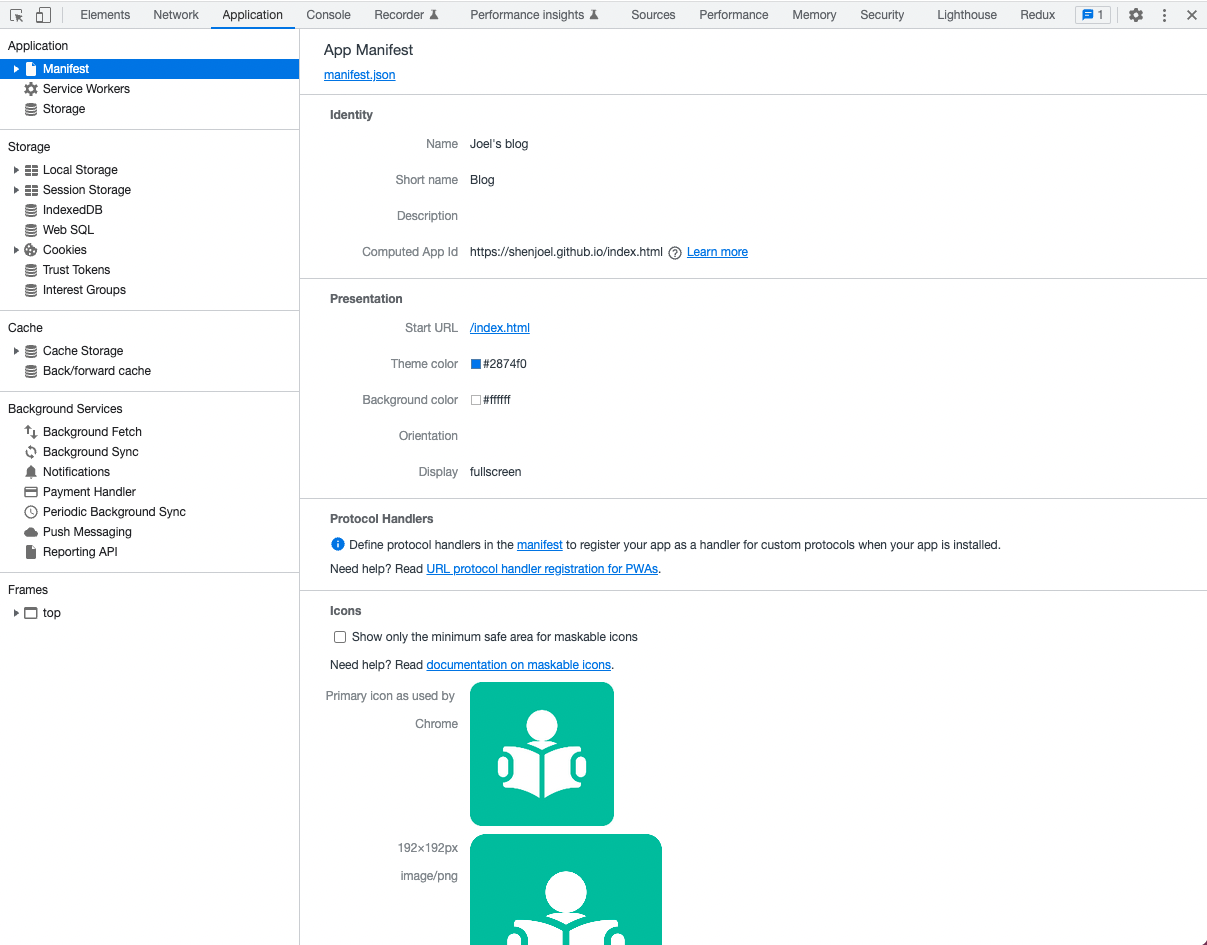 Elements Network Application Console Recorder Performance insights Sources Performance Memory Security Lighthouse Redux 1
Application
Manifest
Service Workers
Storage
Storage
Local Storage
Session Storage
IndexedDB
Web SQL
Cookies
Trust Tokens
Interest Groups
Cache
Cache Storage
Back/forward cache
Background Services
Background Fetch
Background Sync
Notifications
Payment Handler
Periodic Background Sync
Push Messaging
Reporting API
Frames
top
App Manifest
manifest.json
Identity
Name Joel's blog
Short name Blog
Description
Computed App Id https://shenjoel.github.io/index.html ? Learn more
Presentation
Start URL /index.html
Theme color #2874f0
Background color #ffffff
Orientation
Display fullscreen
Protocol Handlers
Define protocol handlers in the manifest to register your app as a handler for custom protocols when your app is installed.
Need help? Read URL protocol handler registration for PWAs.
Icons
Show only the minimum safe area for maskable icons
Need help? Read documentation on maskable icons.
Primary icon as used by
Chrome
192×192px
image/png